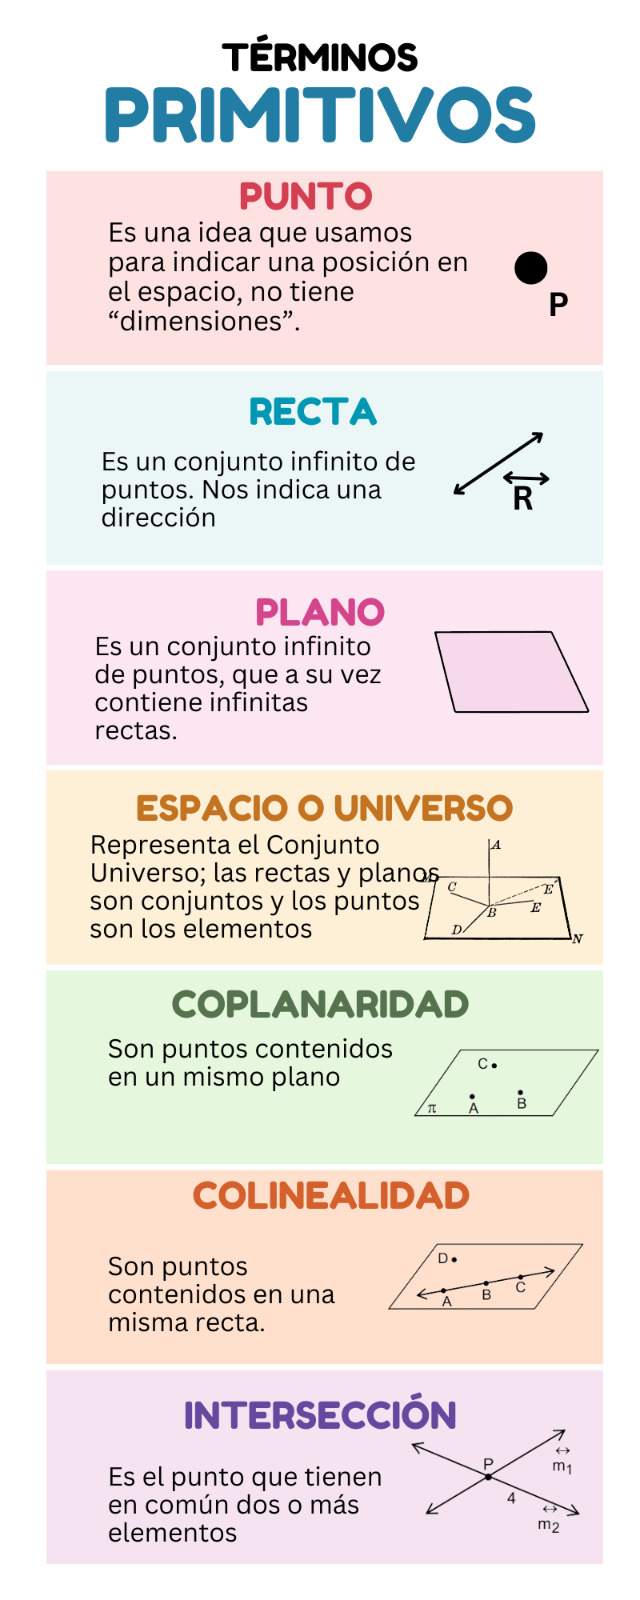 TÉRMINOS
PRIMITIVOS
PUNTO
Es una idea que usamos
para indicar una posición en
el espacio, no tiene
“dimensiones”.
P
RECTA
Es un conjunto infinito de
puntos. Nos indica una
dirección
R
PLANO
Es un conjunto infinito
de puntos, que a su vez
contiene infinitas
rectas.
ESPACIO O UNIVERSO
Representa el Conjunto
Universo; las rectas y planos
son conjuntos y los puntos
son los elementos
A
C
E'
B
E
D
N
COPLANARIDAD
Son puntos contenidos
en un mismo plano
C
π
A
B
COLINEALIDAD
Son puntos
contenidos en una
misma recta.
D
A
B
C
INTERSECCIÓN
Es el punto que tienen
en común dos o más
elementos
P
m1
4
m2